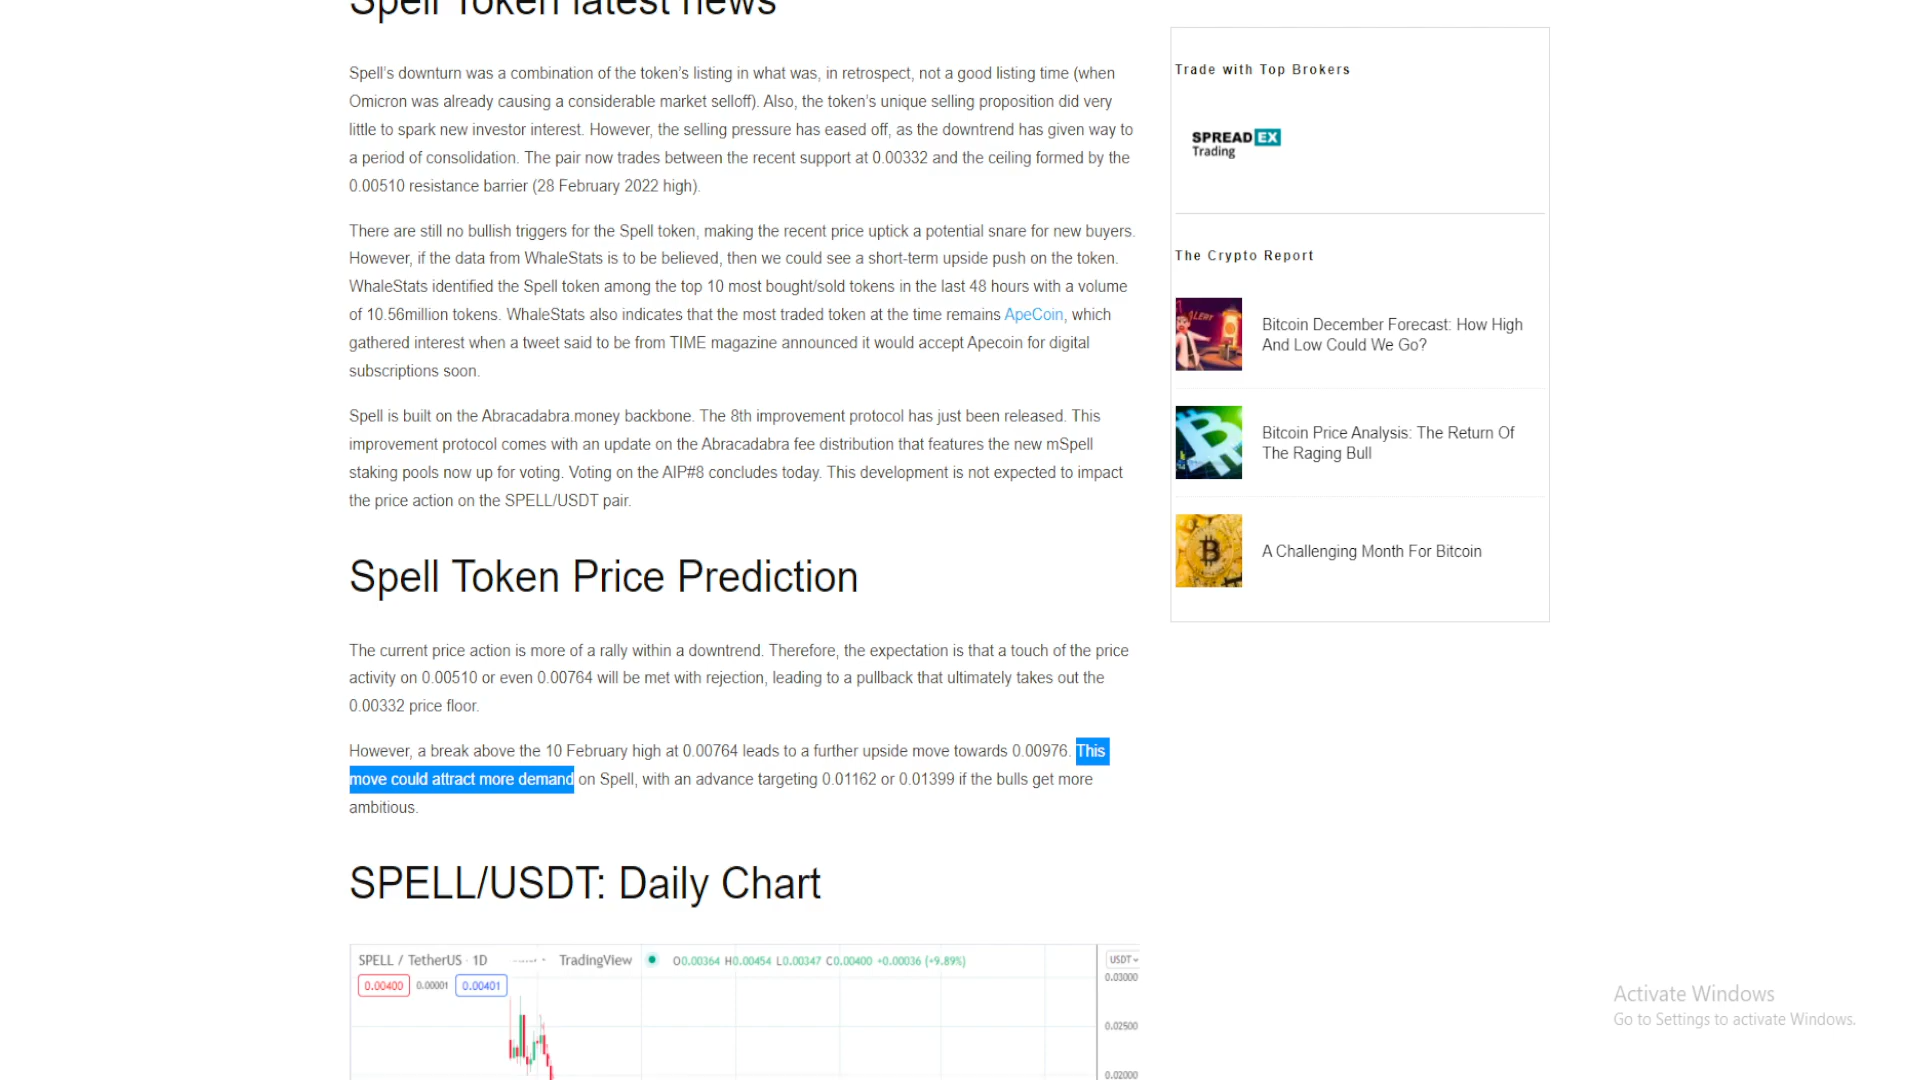 Spell Token latest news
Spell’s downturn was a combination of the token’s listing in what was, in retrospect, not a good listing time (when
Omicron was already causing a considerable market selloff). Also, the token’s unique selling proposition did very
little to spark new investor interest. However, the selling pressure has eased off, as the downtrend has given way to
a period of consolidation. The pair now trades between the recent support at 0.00332 and the ceiling formed by the
0.00510 resistance barrier (28 February 2022 high).
There are still no bullish triggers for the Spell token, making the recent price uptick a potential snare for new buyers.
However, if the data from WhaleStats is to be believed, then we could see a short-term upside push on the token.
WhaleStats identified the Spell token among the top 10 most bought/sold tokens in the last 48 hours with a volume
of 10.56million tokens. WhaleStats also indicates that the most traded token at the time remains ApeCoin, which
gathered interest when a tweet said to be from TIME magazine announced it would accept Apecoin for digital
subscriptions soon.
Spell is built on the Abracadabra.money backbone. The 8th improvement protocol has just been released. This
improvement protocol comes with an update on the Abracadabra fee distribution that features the new mSpell
staking pools now up for voting. Voting on the AIP#8 concludes today. This development is not expected to impact
the price action on the SPELL/USDT pair.
Spell Token Price Prediction
The current price action is more of a rally within a downtrend. Therefore, the expectation is that a touch of the price
activity on 0.00510 or even 0.00764 will be met with rejection, leading to a pullback that ultimately takes out the
0.00332 price floor.
However, a break above the 10 February high at 0.00764 leads to a further upside move towards 0.00976. This
move could attract more demand on Spell, with an advance targeting 0.01162 or 0.01399 if the bulls get more
ambitious.
SPELL/USDT: Daily Chart
SPELL / TetherUS · 1D TradingView O0.00364 H0.00454 L0.00347 C0.00400 +0.00036 (+9.89%)
0.00400 0.00001 0.00401
USDT
0.03000
0.02500
0.02000
Trade with Top Brokers
SPREADEX
Trading
The Crypto Report
ALERT
Bitcoin December Forecast: How High
And Low Could We Go?
Bitcoin Price Analysis: The Return Of
The Raging Bull
A Challenging Month For Bitcoin
Activate Windows
Go to Settings to activate Windows.